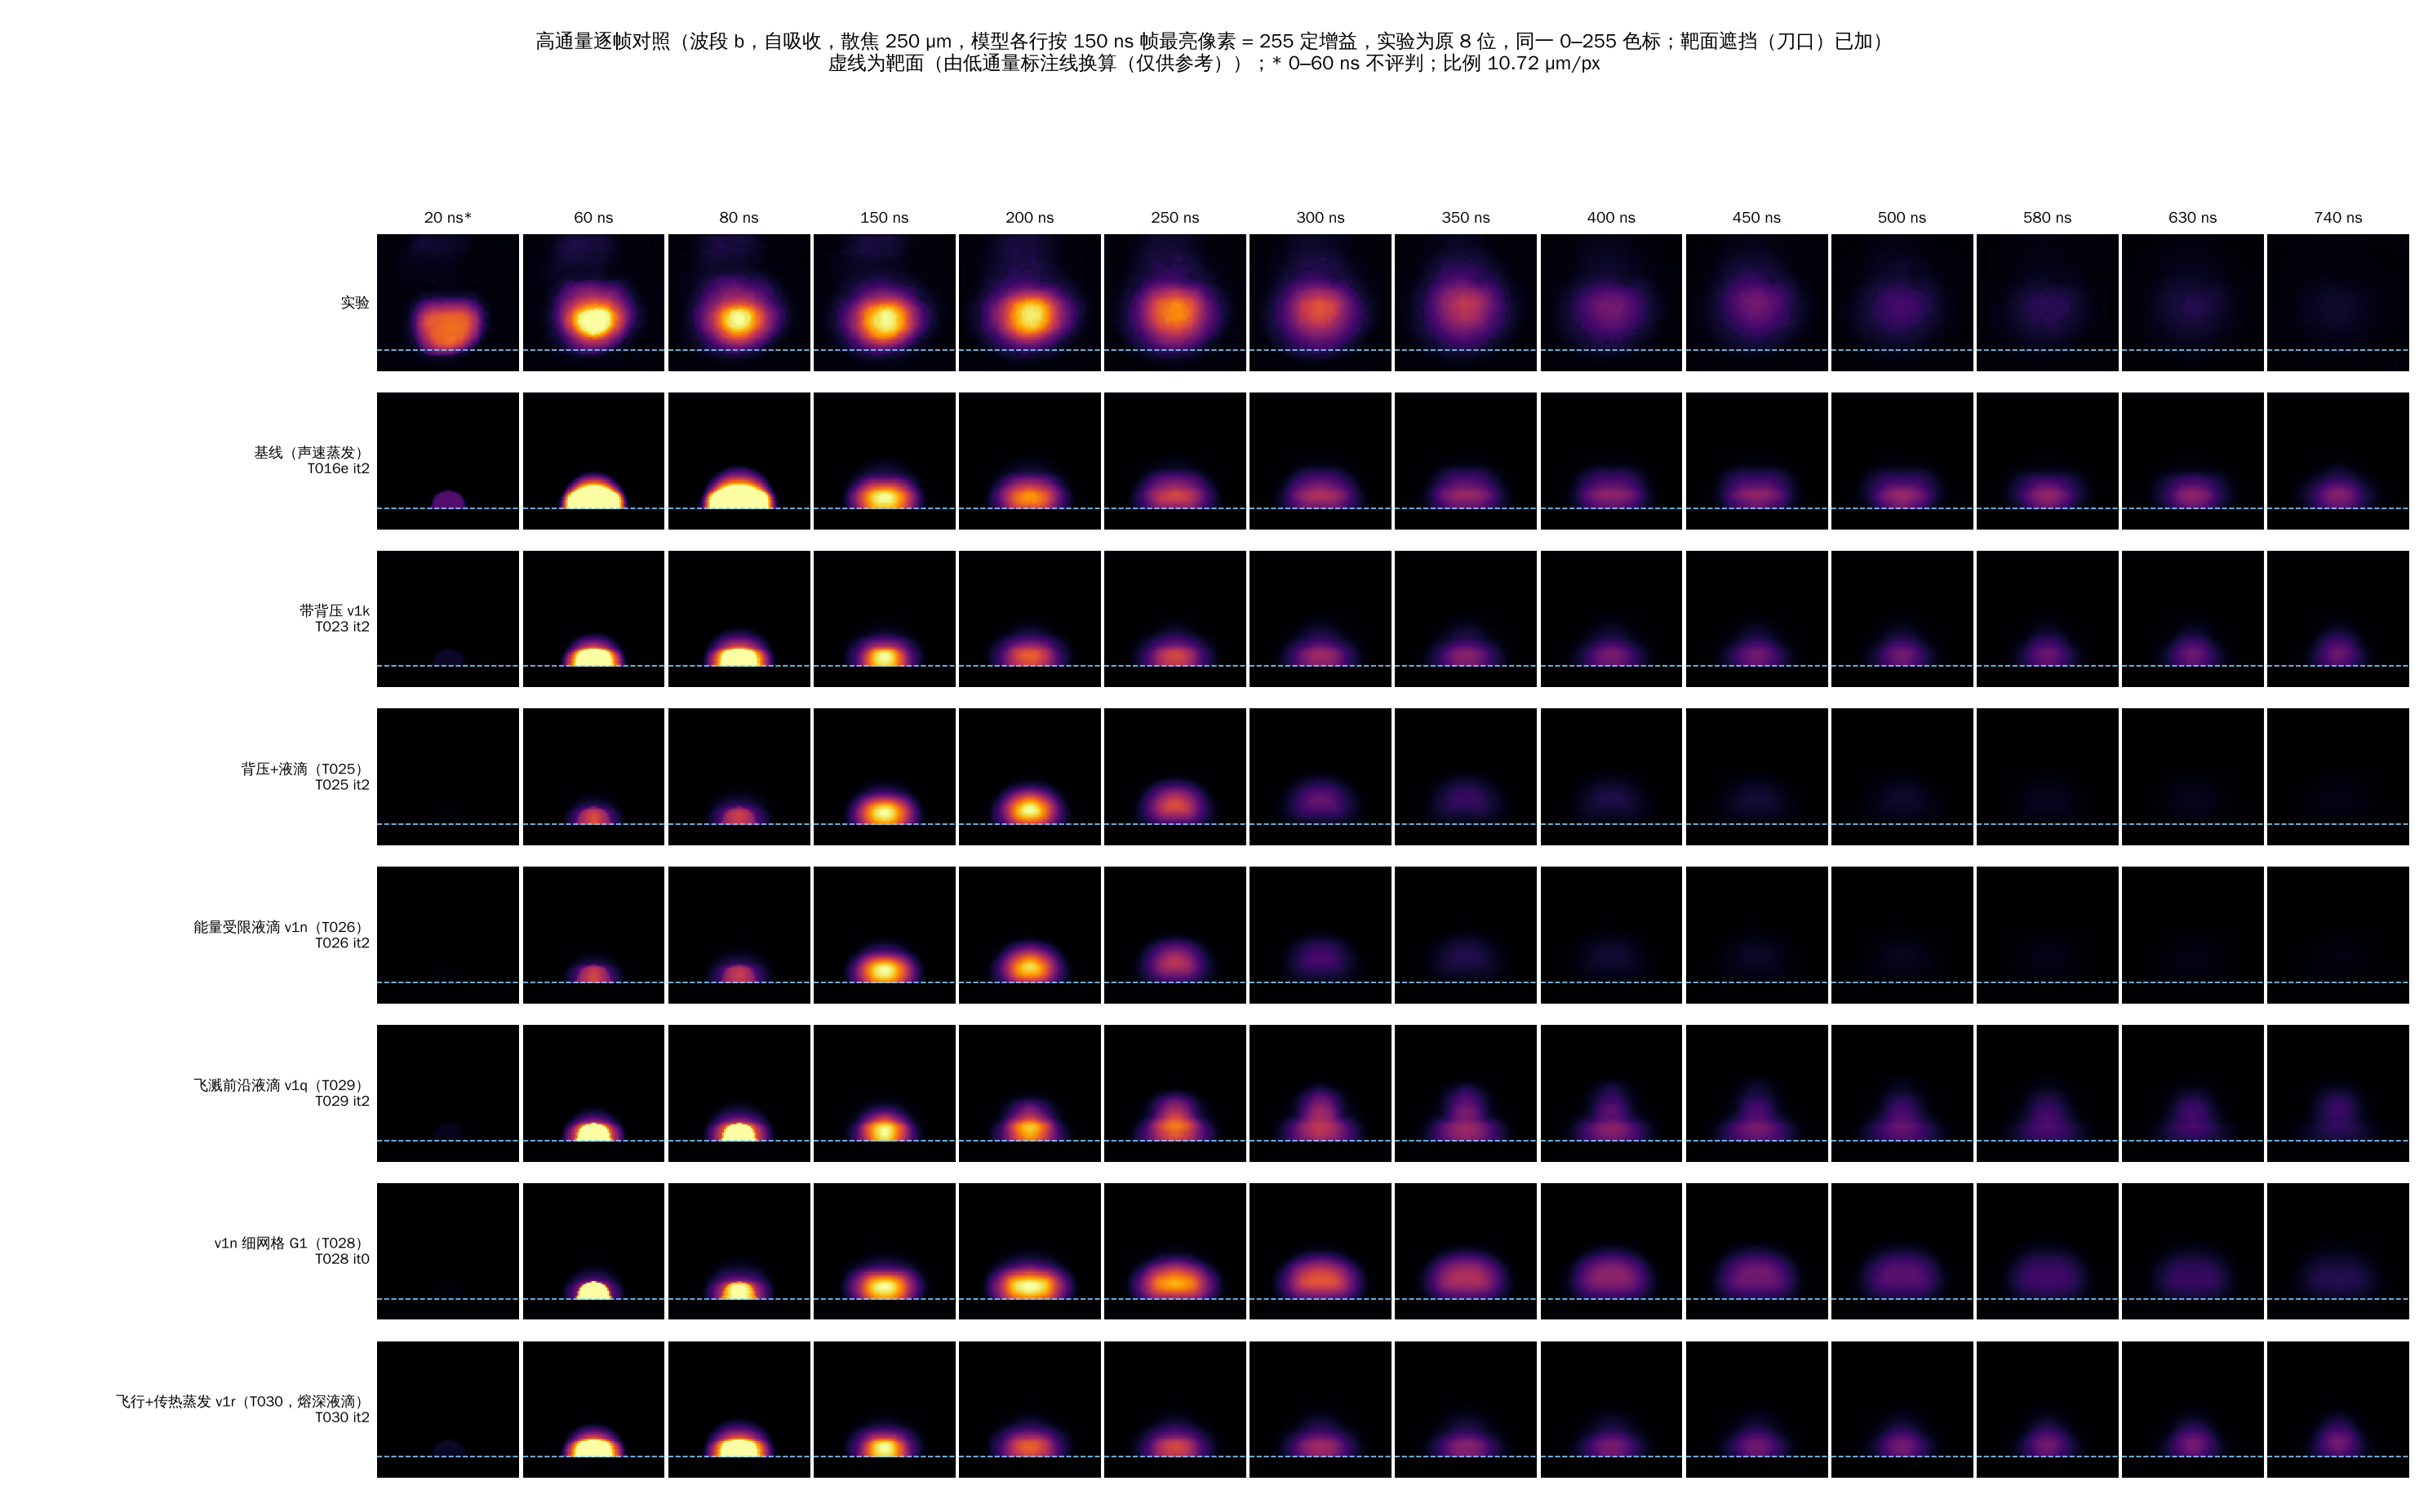 高通量逐帧对照（波段 b，自吸收，散焦 250 µm，模型各行按 150 ns 帧最亮像素 = 255 定增益，实验为原 8 位，同一 0–255 色标；靶面遮挡（刀口）已加）
虚线为靶面（由低通量标注线换算（仅供参考））；* 0–60 ns 不评判；比例 10.72 µm/px
20 ns* 60 ns 80 ns 150 ns 200 ns 250 ns 300 ns 350 ns 400 ns 450 ns 500 ns 580 ns 630 ns 740 ns
实验
基线（声速蒸发）
T016e it2
带背压 v1k
T023 it2
背压+液滴（T025）
T025 it2
能量受限液滴 v1n（T026）
T026 it2
飞溅前沿液滴 v1q（T029）
T029 it2
v1n 细网格 G1（T028）
T028 it0
飞行+传热蒸发 v1r（T030，熔深液滴）
T030 it2